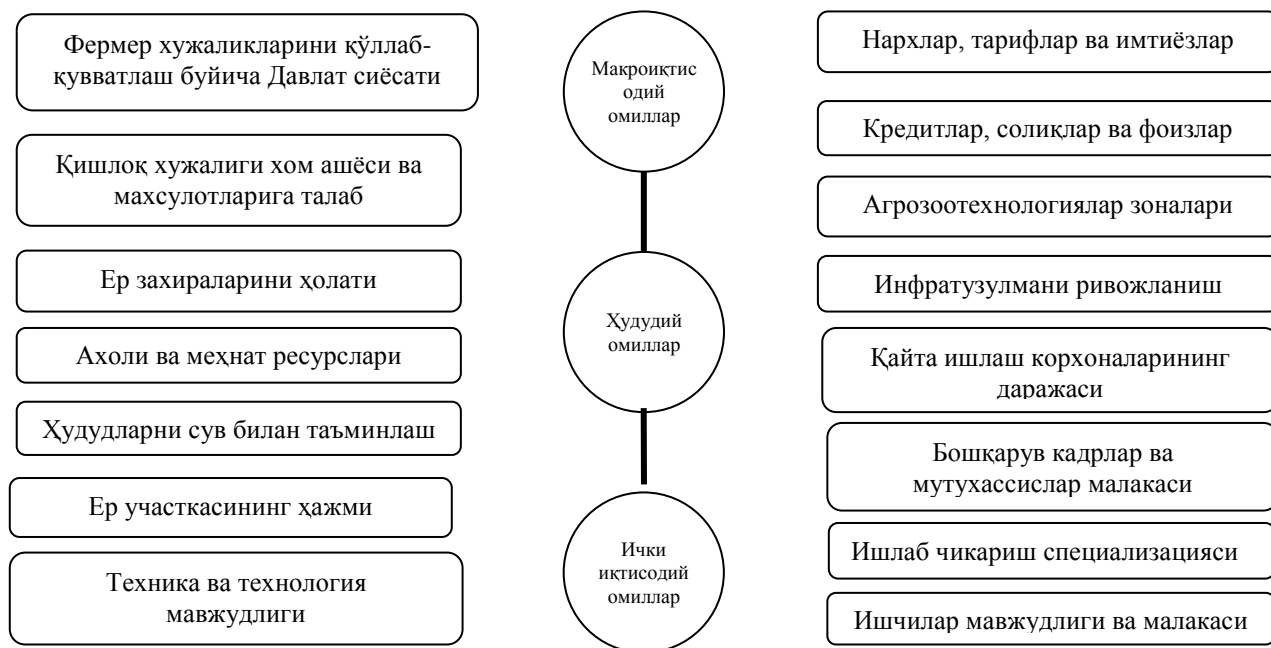 Фермер хужаликларини қўллаб-
қувватлаш буйича Давлат сиёсати
Қишлоқ хужалиги хом ашёси ва
махсулотларига талаб
Ер захираларини ҳолати
Ахоли ва меҳнат ресурслари
Ҳудудларни сув билан таъминлаш
Ер участкасининг ҳажми
Техника ва технология
мавжудлиги
Макроиқтис
одий
омиллар
Ҳудудий
омиллар
Ички
иқтисодий
омиллар
Нархлар, тарифлар ва имтиёзлар
Кредитлар, солиқлар ва фоизлар
Агрозоотехнологиялар зоналари
Инфратузулмани ривожланиш
Қайта ишлаш корхоналарининг
даражаси
Бошқарув кадрлар ва
мутухассислар малакаси
Ишлаб чикариш специализацияси
Ишчилар мавжудлиги ва малакаси